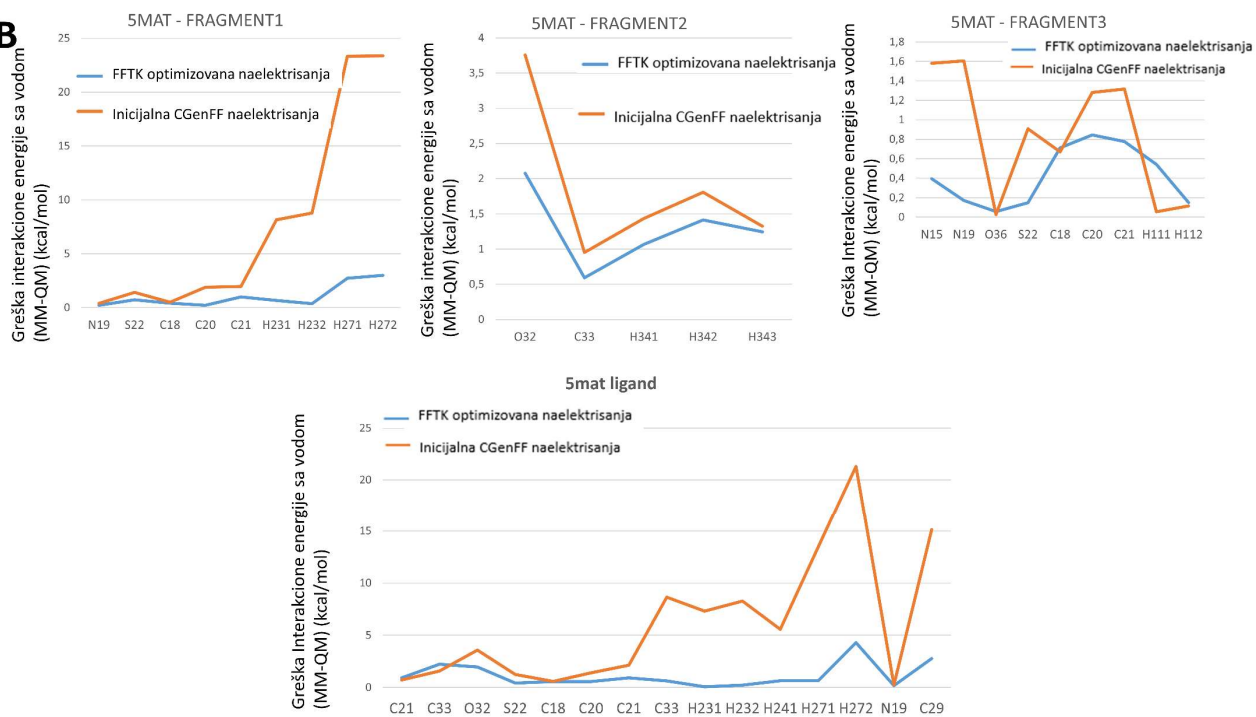 B
5MAT - FRAGMENT1
Greška interakcione energije sa vodom
(MM-QM) (kcal/mol)
25
20
15
10
5
0
FFTK optimizovana naelektrisanja
Inicijalna CGenFF naelektrisanja
N19 S22 C18 C20 C21 H231 H232 H271 H272
5MAT - FRAGMENT2
Greška interakcione energije sa vodom
(MM-QM) (kcal/mol)
4
3,5
3
2,5
2
1,5
1
0,5
0
FFTK optimizovana naelektrisanja
Inicijalna CGenFF naelektrisanja
O32 C33 H341 H342 H343
5MAT - FRAGMENT3
Greška Interakcione energije sa vodom
(MM-QM) (kcal/mol)
1,8
1,6
1,4
1,2
1
0,8
0,6
0,4
0,2
0
FFTK optimizovana naelektrisanja
Inicijalna CGenFF naelektrisanja
N15 N19 O36 S22 C18 C20 C21 H111 H112
5mat ligand
Greška Interakcione energije sa vodom
(MM-QM) (kcal/mol)
FFTK optimizovana naelektrisanja
Inicijalna CGenFF naelektrisanja
25
20
15
10
5
0
C21 C33 O32 S22 C18 C20 C21 C33 H231 H232 H241 H271 H272 N19 C29